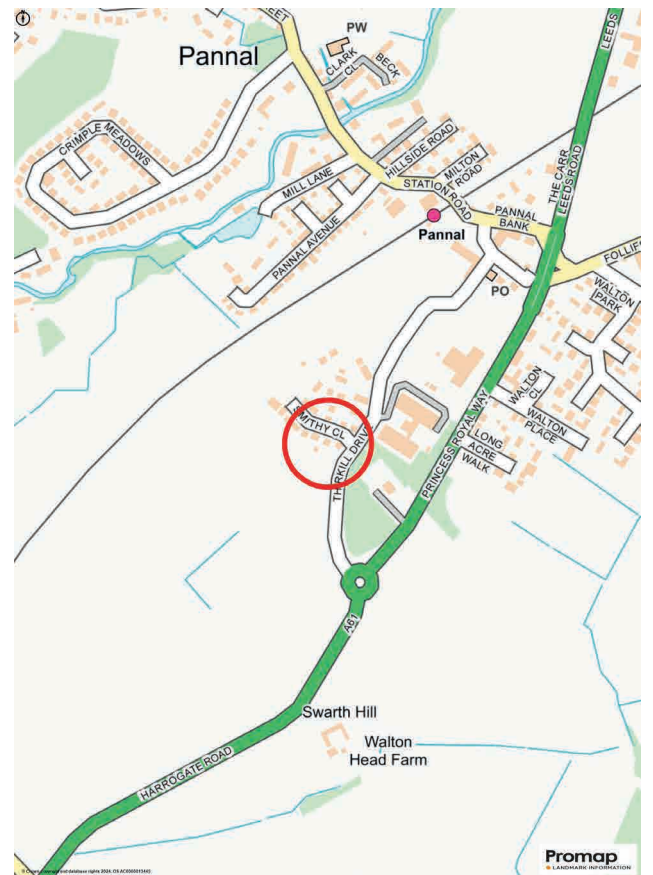 STREET
PW
Pannal
CLARK
CL
BECK
LEEDS
CRIMPLE
MEADOWS
HILLSIDE ROAD
MILTON
ROAD
MILL LANE
STATION ROAD
THE CARR
LEEDS ROAD
PANNAL AVENUE
PANNAL
BANK
Pannal
PO
WALTON
PARK
WALTON
CL
WALTON
PLACE
SMITHY CL
LONG
ACRE
WALK
THIRKILL DRIVE
PRINCESS ROYAL WAY
A61
Swarth Hill
Walton
Head Farm
HARROGATE ROAD
Promap
LANDMARK INFORMATION